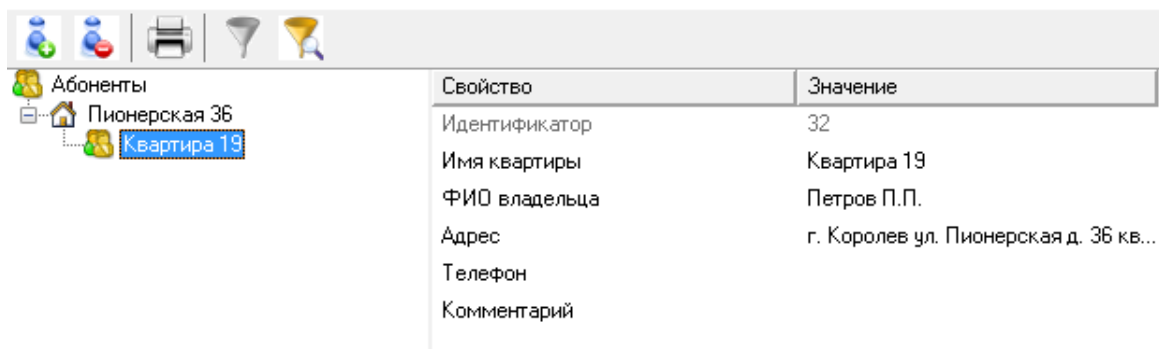 Абоненты
Пионерская 36
Квартира 19
Свойство Значение
Идентификатор 32
Имя квартиры Квартира 19
ФИО владельца Петров П.П.
Адрес г. Королев ул. Пионерская д. 36 кв...
Телефон
Комментарий